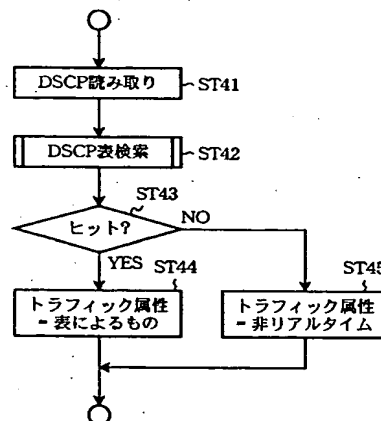 DSCP読み取り
ST41
DSCP表検索
ST42
ST43
ヒット?
NO
YES
ST44
ST45
トラフィック属性
= 表によるもの
トラフィック属性
= 非リアルタイム